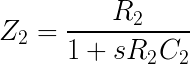 Z_2 = \frac{R_2}{1 + sR_2C_2}